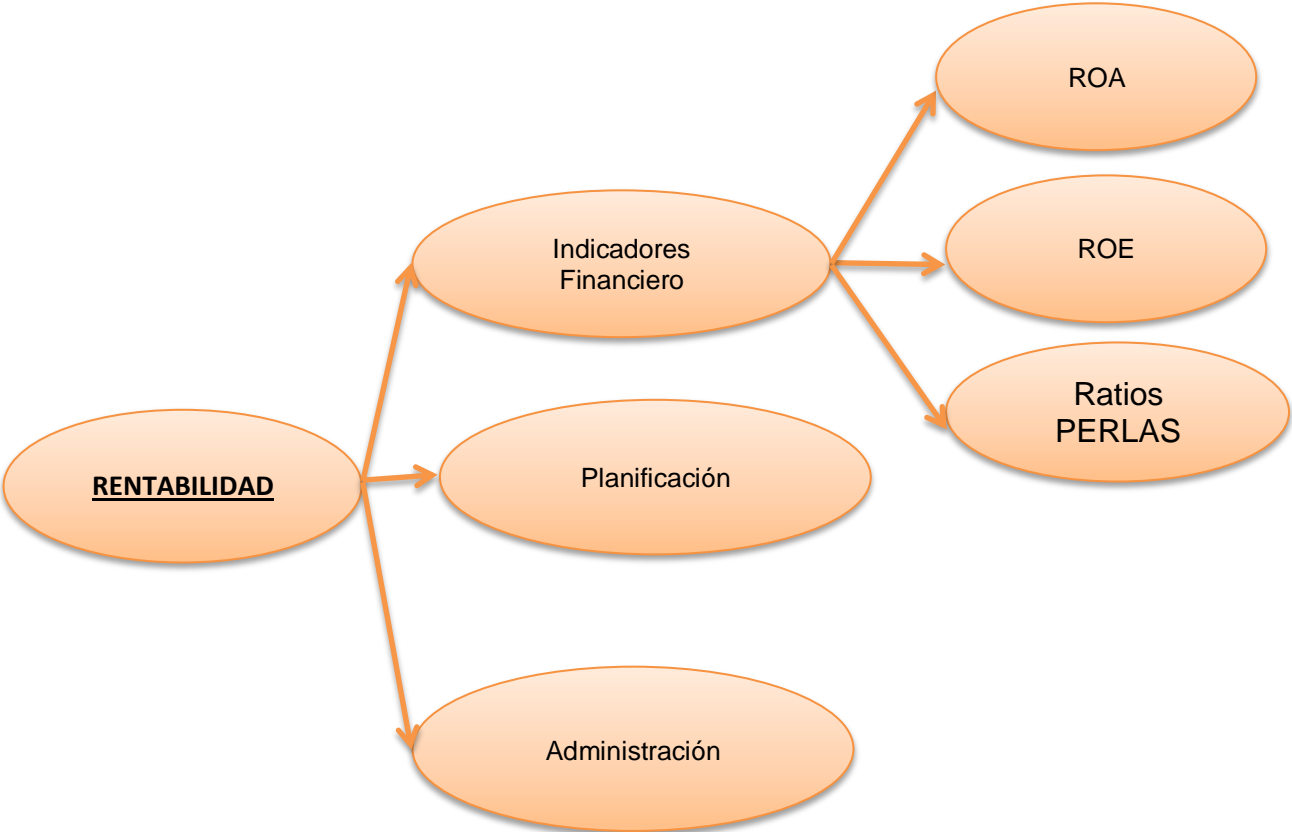 ROA
Indicadores
Financiero
ROE
Ratios
PERLAS
RENTABILIDAD
Planificación
Administración